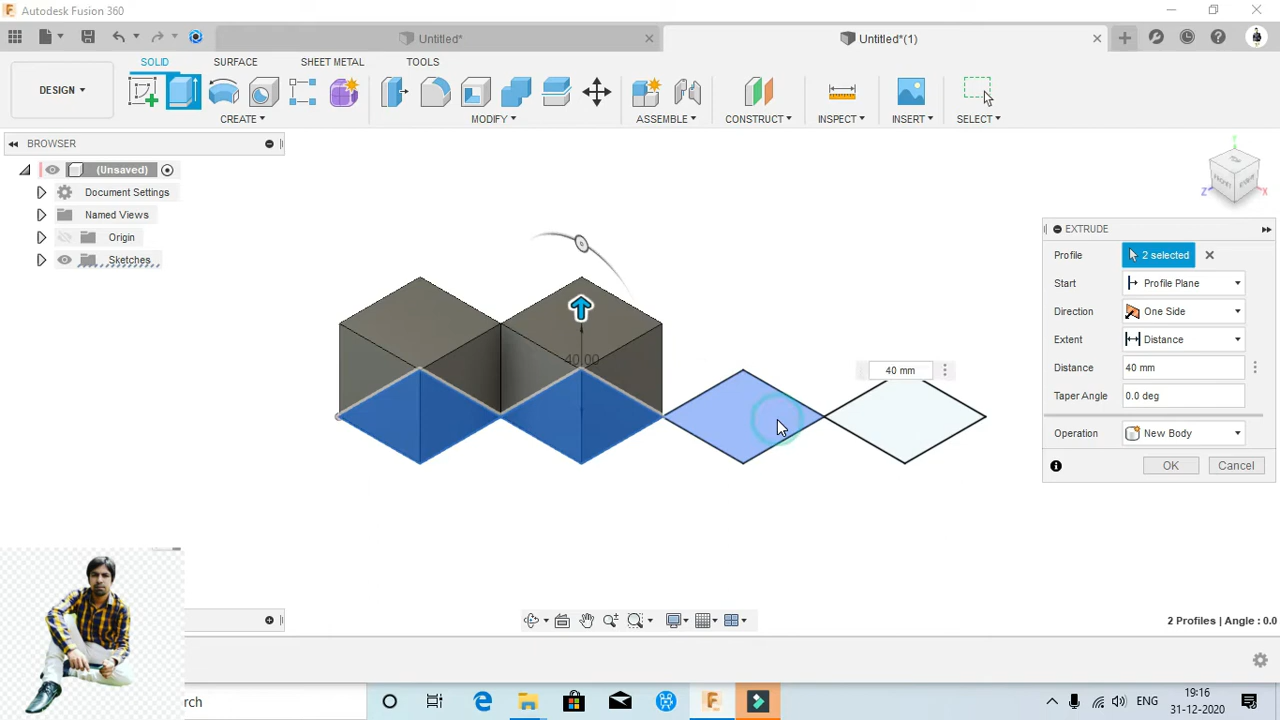 Autodesk Fusion 360
Untitled*
Untitled*(1)
SOLID
SURFACE
SHEET METAL
TOOLS
DESIGN
CREATE
MODIFY
ASSEMBLE
CONSTRUCT
INSPECT
INSERT
SELECT
BROWSER
(Unsaved)
Document Settings
Named Views
Origin
Sketches
TOP
Y
Z
X
EXTRUDE
Profile
2 selected
Start
Profile Plane
Direction
One Side
Extent
Distance
Distance
40 mm
Taper Angle
0.0 deg
Operation
New Body
OK
Cancel
40.00
40 mm
2 Profiles | Angle : 0.0
rch
ENG
19:16
31-12-2020